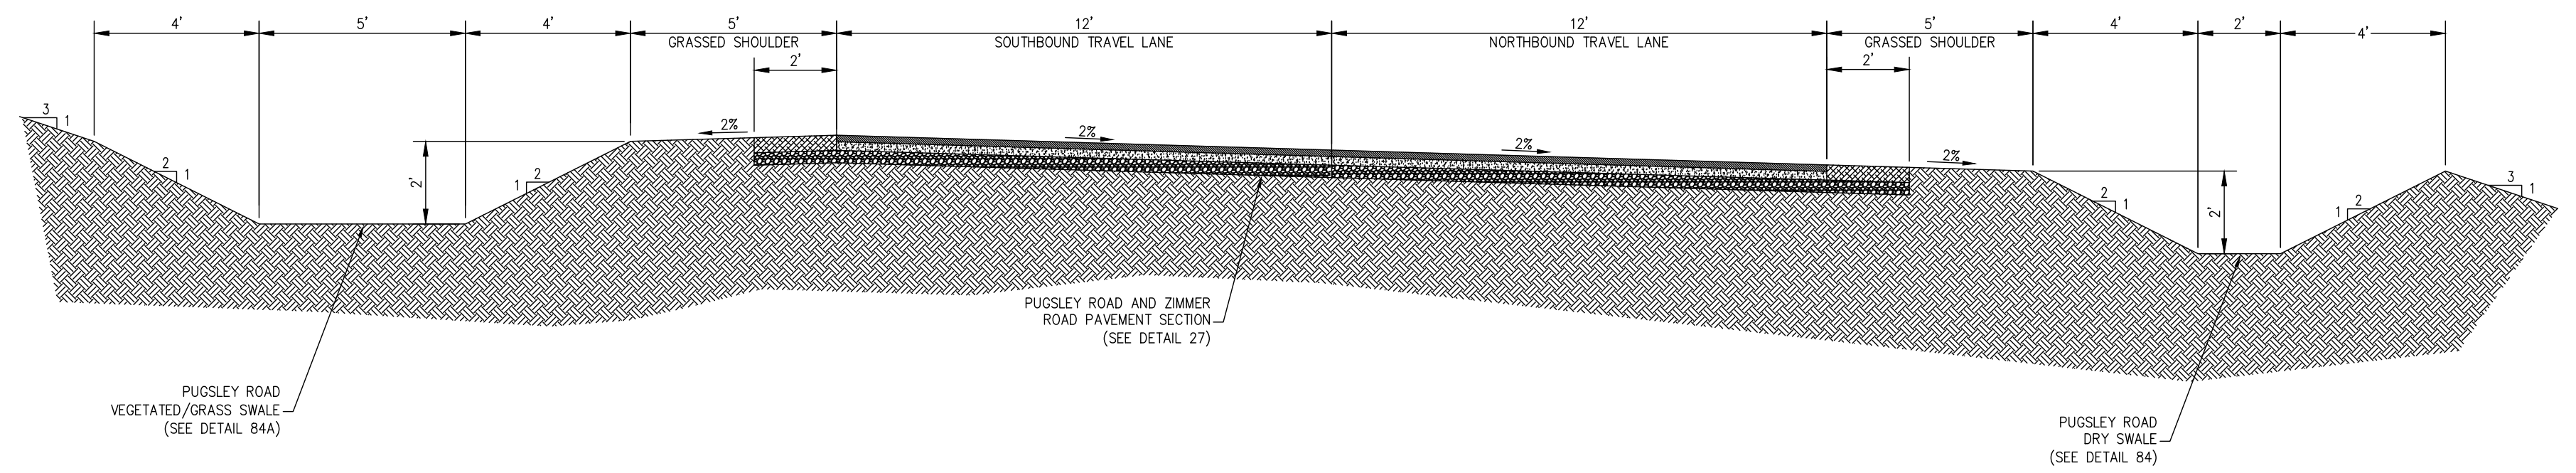 4' 5' 4' 5' 12' 12' 5' 4' 2' 4'
GRASSED SHOULDER SOUTHBOUND TRAVEL LANE NORTHBOUND TRAVEL LANE GRASSED SHOULDER
2' 2'
3
1
2%
2%
2%
2%
2
1
2
1
2'
2'
2
1
2
1
3
1
PUGSLEY ROAD AND ZIMMER
ROAD PAVEMENT SECTION
(SEE DETAIL 27)
PUGSLEY ROAD
VEGETATED/GRASS SWALE
(SEE DETAIL 84A)
PUGSLEY ROAD
DRY SWALE
(SEE DETAIL 84)